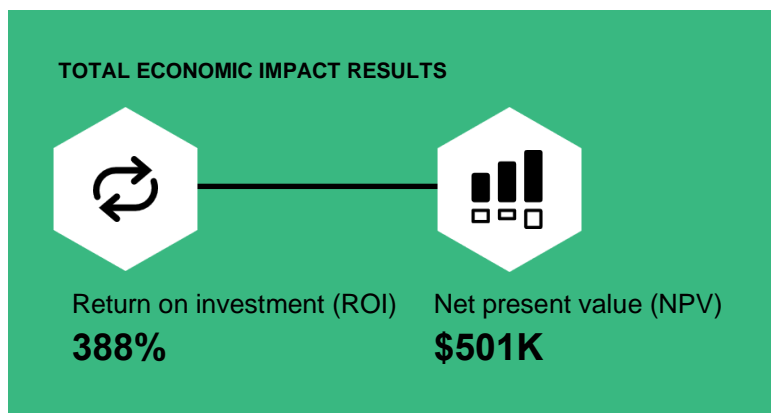 TOTAL ECONOMIC IMPACT RESULTS
Return on investment (ROI)
388%
Net present value (NPV)
$501K